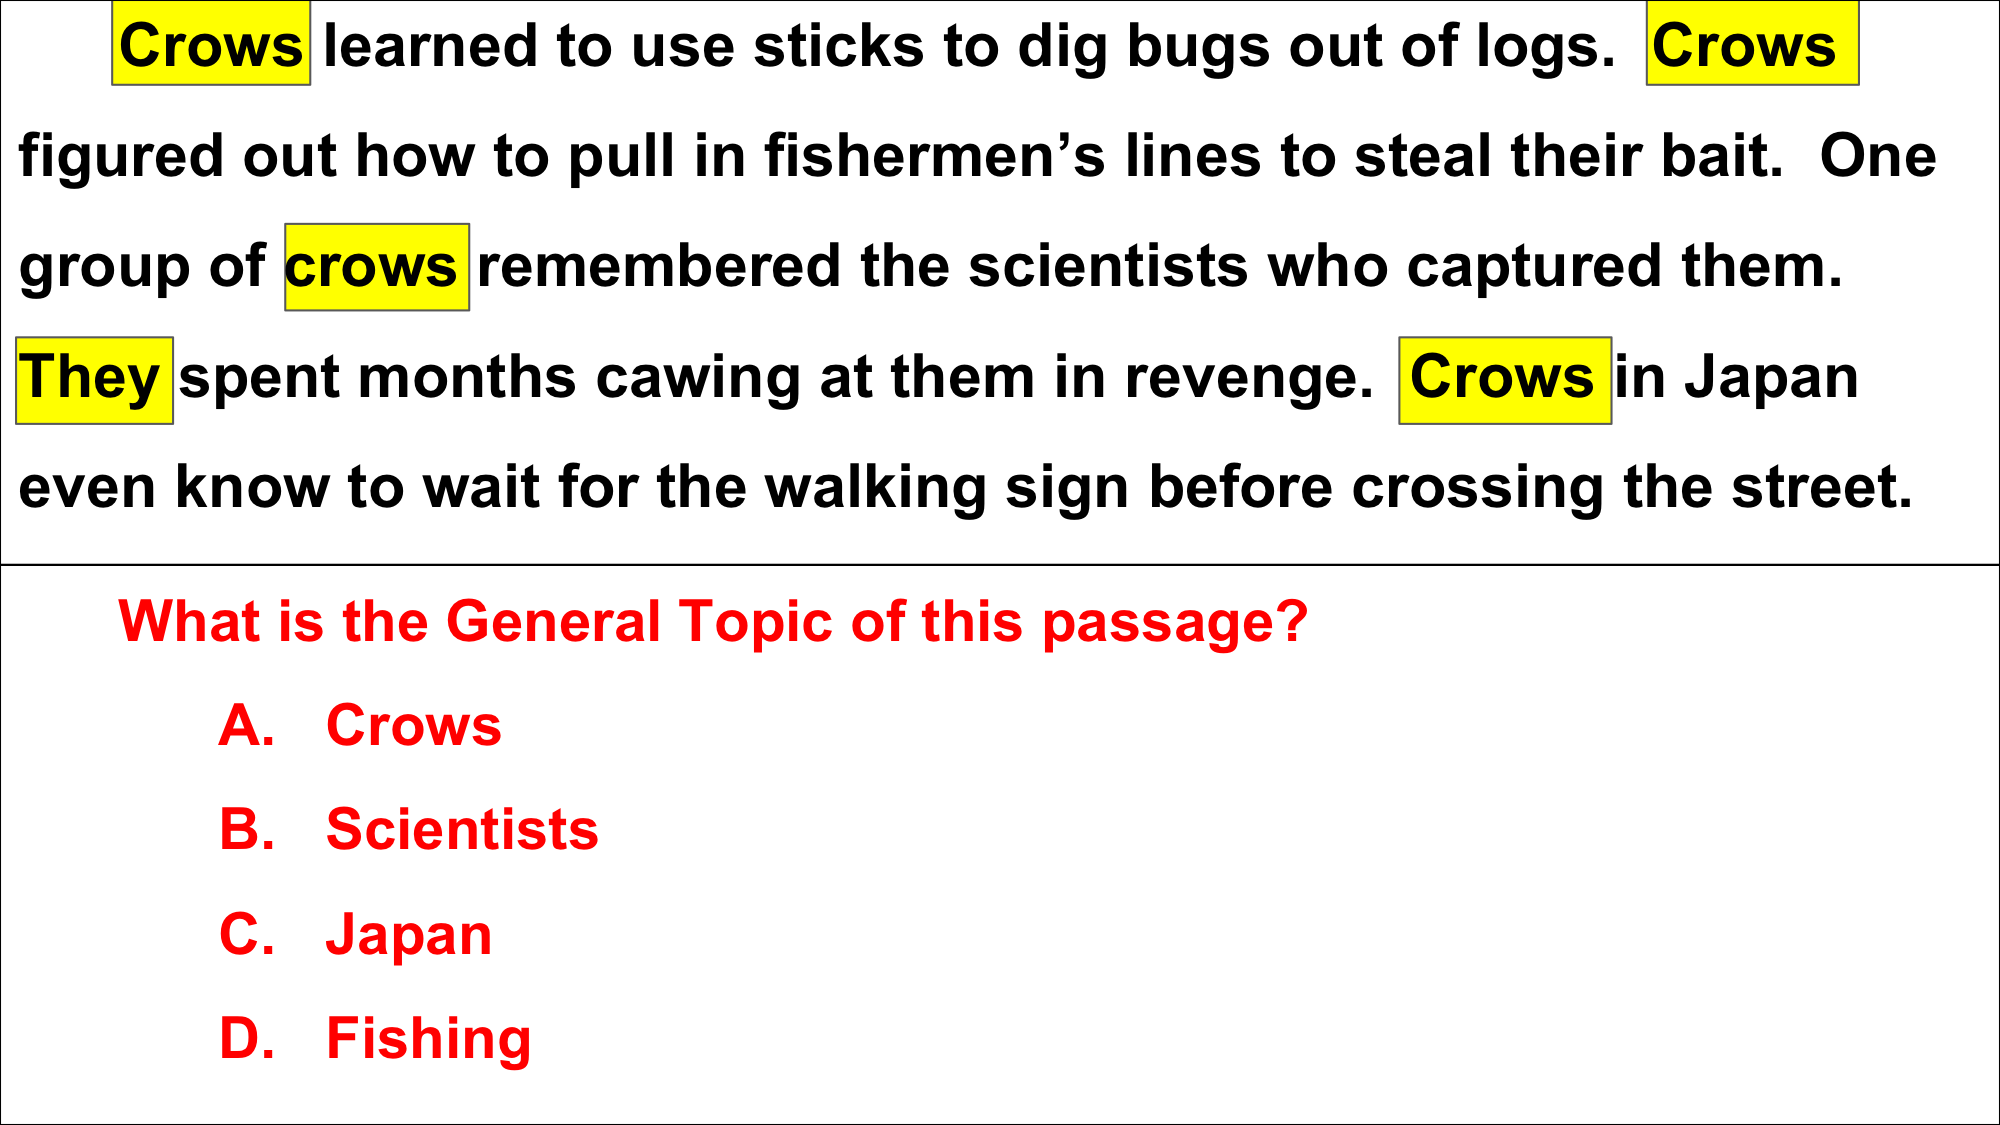 Crows learned to use sticks to dig bugs out of logs.  Crows
figured out how to pull in fishermen’s lines to steal their bait.  One
group of crows remembered the scientists who captured them.
They spent months cawing at them in revenge.  Crows in Japan
even know to wait for the walking sign before crossing the street.
What is the General Topic of this passage?
A. Crows
B. Scientists
C. Japan
D. Fishing